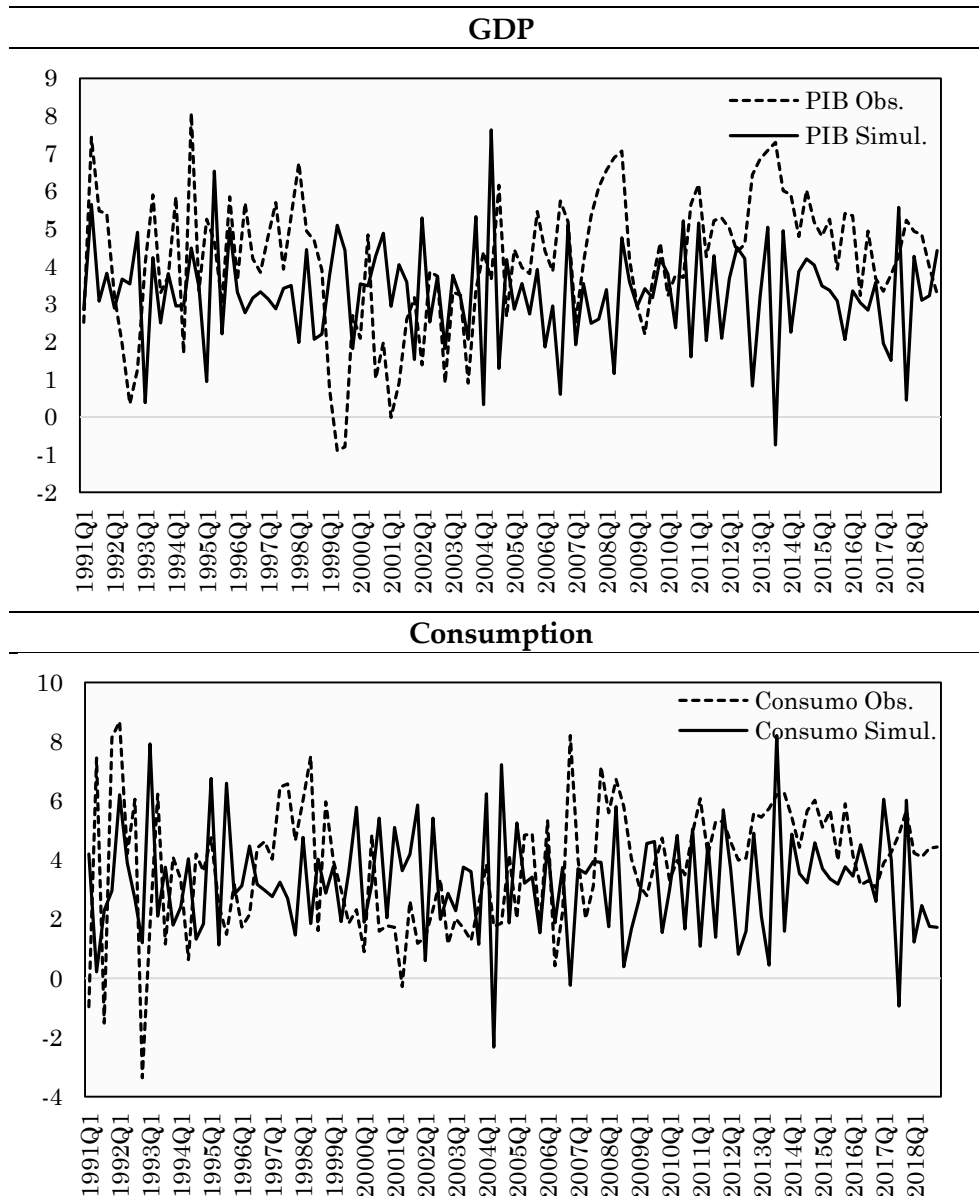 GDP
9
8
7
6
5
4
3
2
1
0
-1
-2
PIB Obs.
PIB Simul.
1991Q1
1992Q1
1993Q1
1994Q1
1995Q1
1996Q1
1997Q1
1998Q1
1999Q1
2000Q1
2001Q1
2002Q1
2003Q1
2004Q1
2005Q1
2006Q1
2007Q1
2008Q1
2009Q1
2010Q1
2011Q1
2012Q1
2013Q1
2014Q1
2015Q1
2016Q1
2017Q1
2018Q1
Consumption
10
8
6
4
2
0
-2
-4
Consumo Obs.
Consumo Simul.
1991Q1
1992Q1
1993Q1
1994Q1
1995Q1
1996Q1
1997Q1
1998Q1
1999Q1
2000Q1
2001Q1
2002Q1
2003Q1
2004Q1
2005Q1
2006Q1
2007Q1
2008Q1
2009Q1
2010Q1
2011Q1
2012Q1
2013Q1
2014Q1
2015Q1
2016Q1
2017Q1
2018Q1